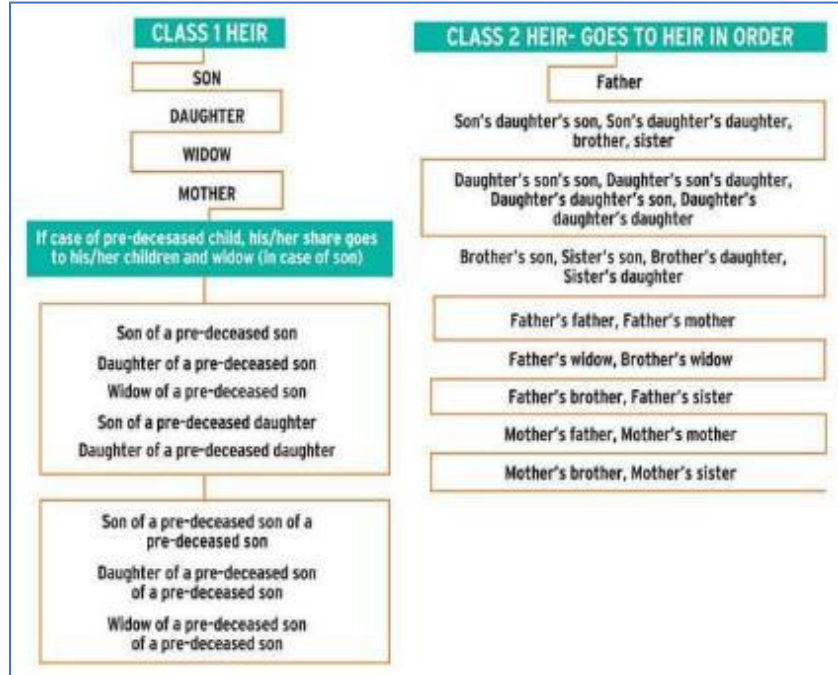 CLASS 1 HEIR
SON
DAUGHTER
WIDOW
MOTHER
If case of pre-decesased child, his/her share goes
to his/her children and widow (in case of son)
Son of a pre-deceased son
Daughter of a pre-deceased son
Widow of a pre-deceased son
Son of a pre-deceased daughter
Daughter of a pre-deceased daughter
Son of a pre-deceased son of a
pre-deceased son
Daughter of a pre-deceased son
of a pre-deceased son
Widow of a pre-deceased son
of a pre-deceased son
CLASS 2 HEIR- GOES TO HEIR IN ORDER
Father
Son's daughter's son, Son's daughter's daughter,
brother, sister
Daughter's son's son, Daughter's son's daughter,
Daughter's daughter's son, Daughter's
daughter's daughter
Brother's son, Sister's son, Brother's daughter,
Sister's daughter
Father's father, Father's mother
Father's widow, Brother's widow
Father's brother, Father's sister
Mother's father, Mother's mother
Mother's brother, Mother's sister